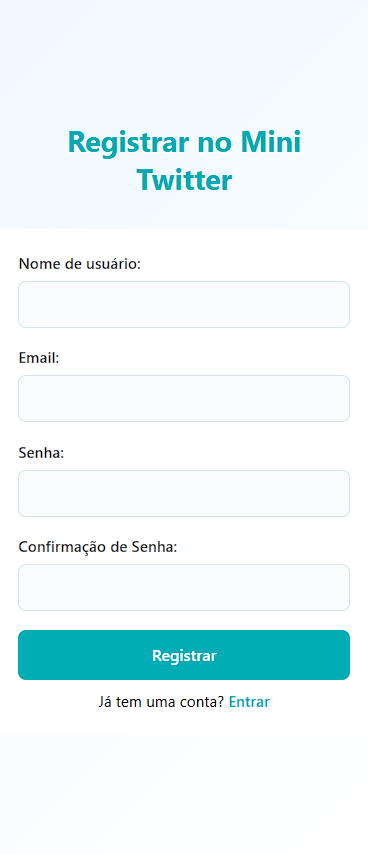 Registrar no Mini
Twitter
Nome de usuário:
Email:
Senha:
Confirmação de Senha:
Registrar
Já tem uma conta? Entrar